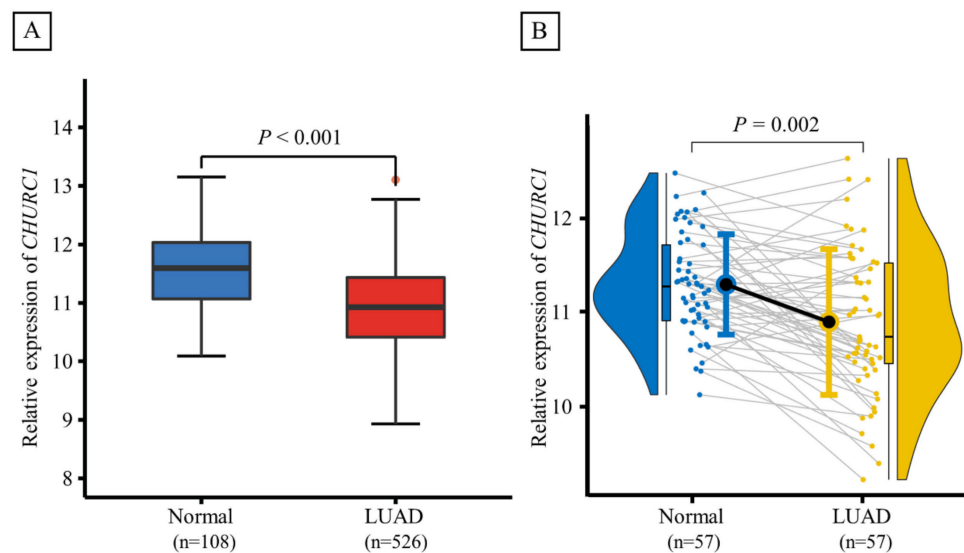 A
Relative expression of CHURC1
14
13
12
11
10
9
8
P < 0.001
Normal
(n=108)
LUAD
(n=526)
B
Relative expression of CHURC1
12
11
10
P = 0.002
Normal
(n=57)
LUAD
(n=57)